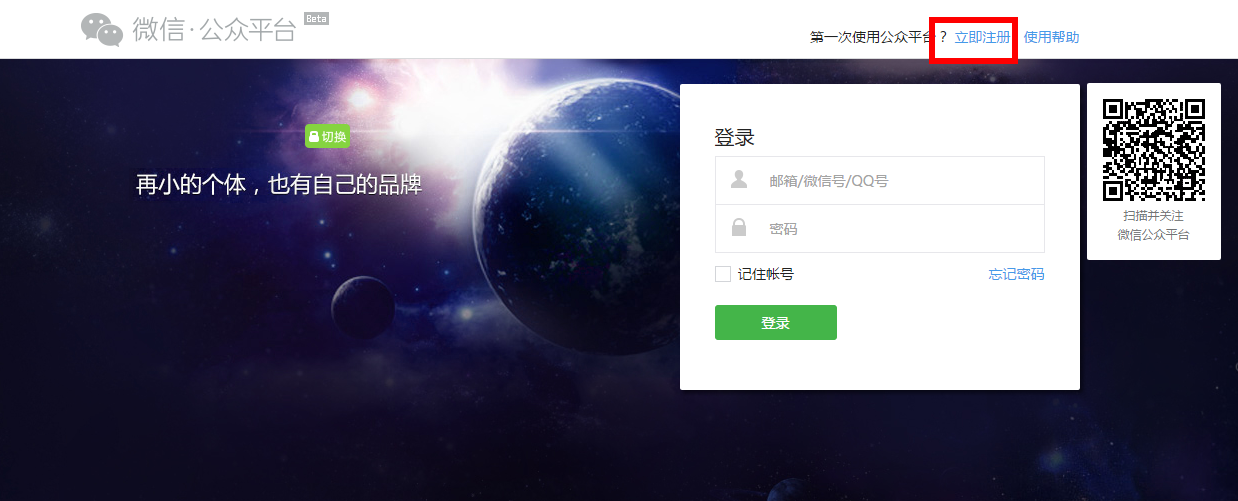 微信·公众平台 Beta
第一次使用公众平台？ 立即注册 使用帮助
切换
再小的个体，也有自己的品牌
登录
邮箱/微信号/QQ号
密码
记住帐号 忘记密码
登录
扫描并关注
微信公众平台